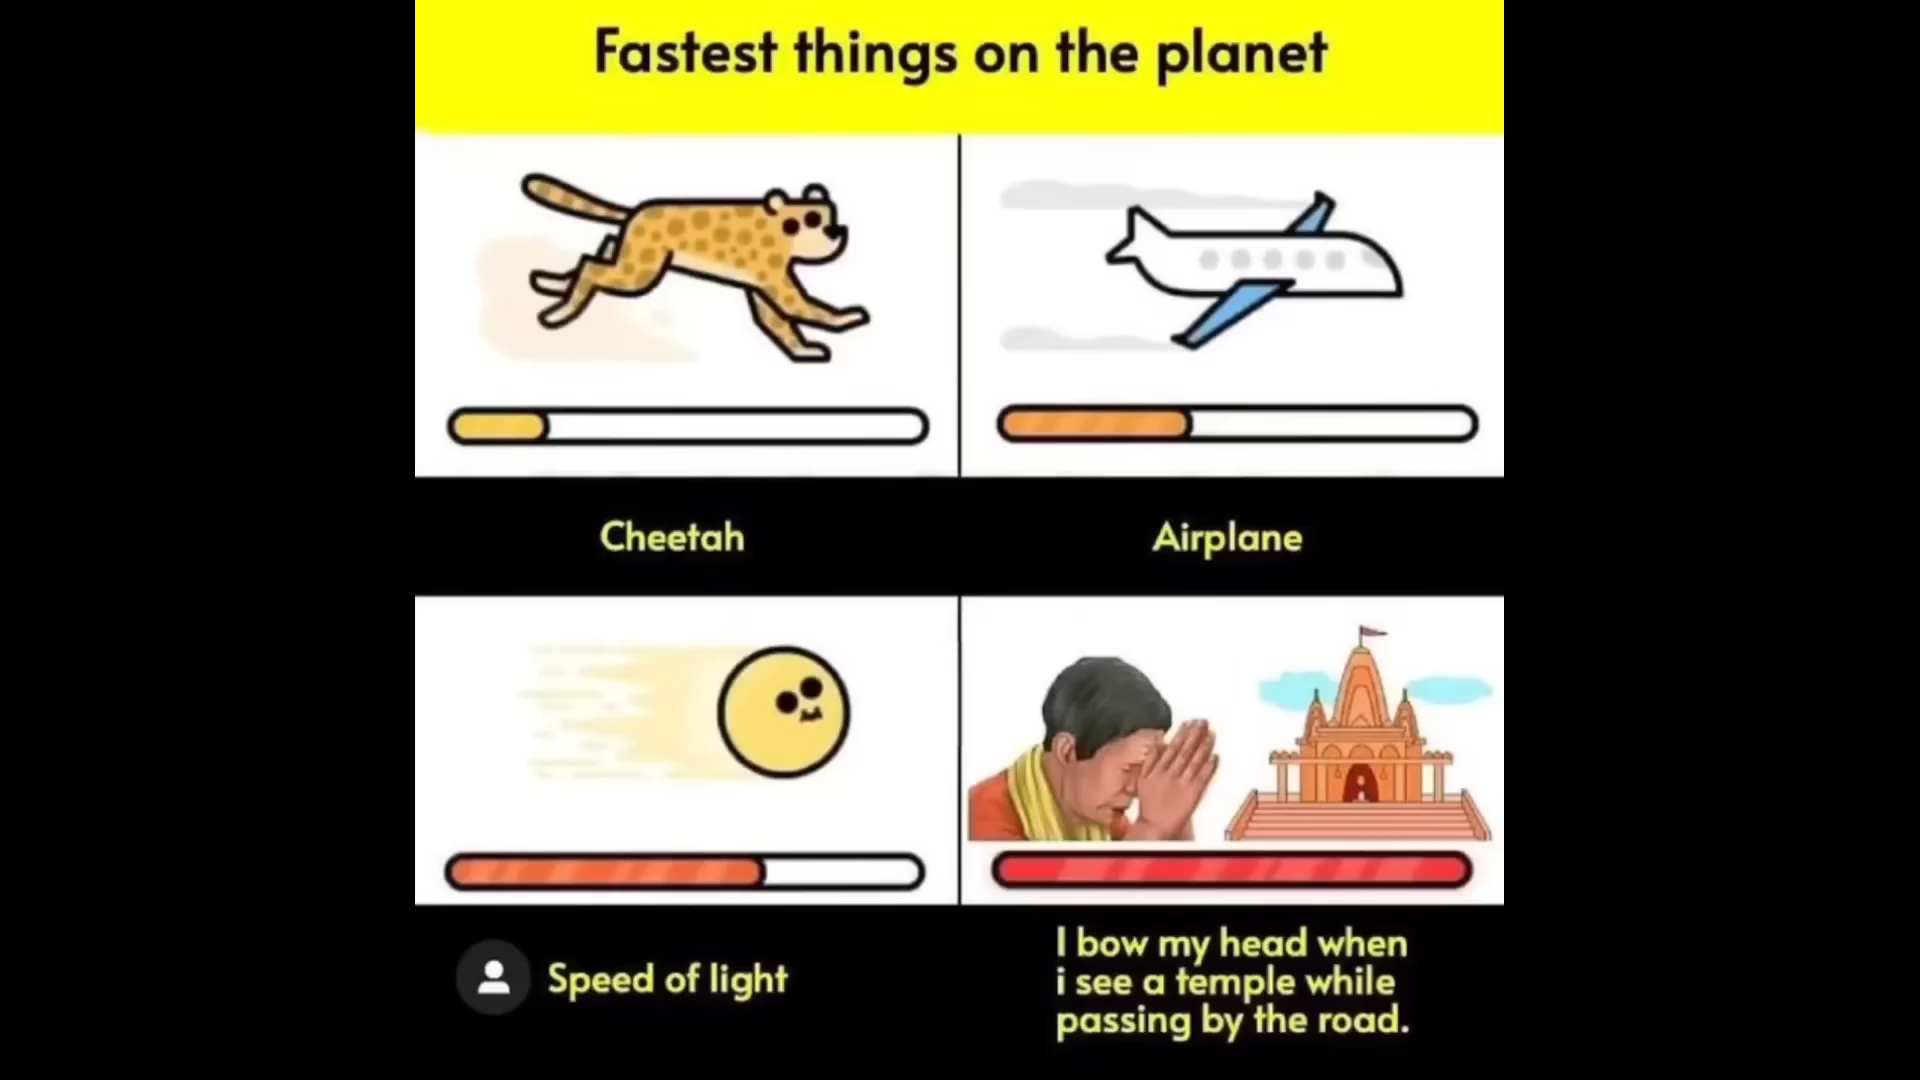 Fastest things on the planet
Cheetah
Airplane
Speed of light
I bow my head when
i see a temple while
passing by the road.